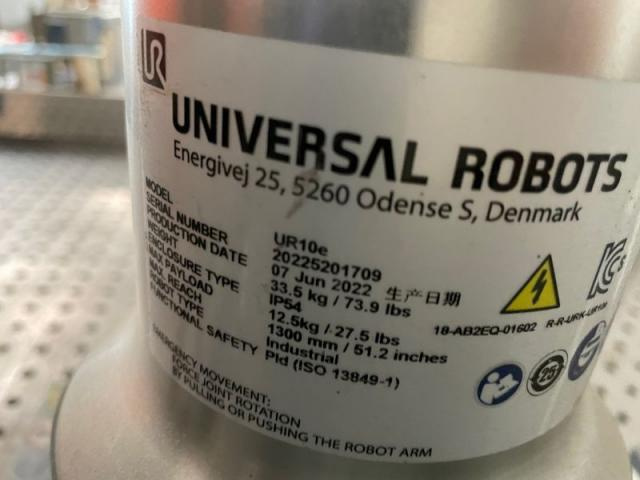 UR
UNIVERSAL ROBOTS
Energivej 25, 5260 Odense S, Denmark
MODEL UR10e
SERIAL NUMBER 20225201709
PRODUCTION DATE 07 Jun 2022 生产日期
WEIGHT 33.5 kg / 73.9 lbs
ENCLOSURE TYPE IP54
MAX PAYLOAD 12.5kg / 27.5 lbs
MAX. REACH 1300 mm / 51.2 inches
ROBOT TYPE Industrial
FUNCTIONAL SAFETY Pld (ISO 13849-1)
18-AB2EQ-01602 R-R-URK-UR10e
25
EMERGENCY MOVEMENT:
FORCE JOINT ROTATION
BY PULLING OR PUSHING THE ROBOT ARM